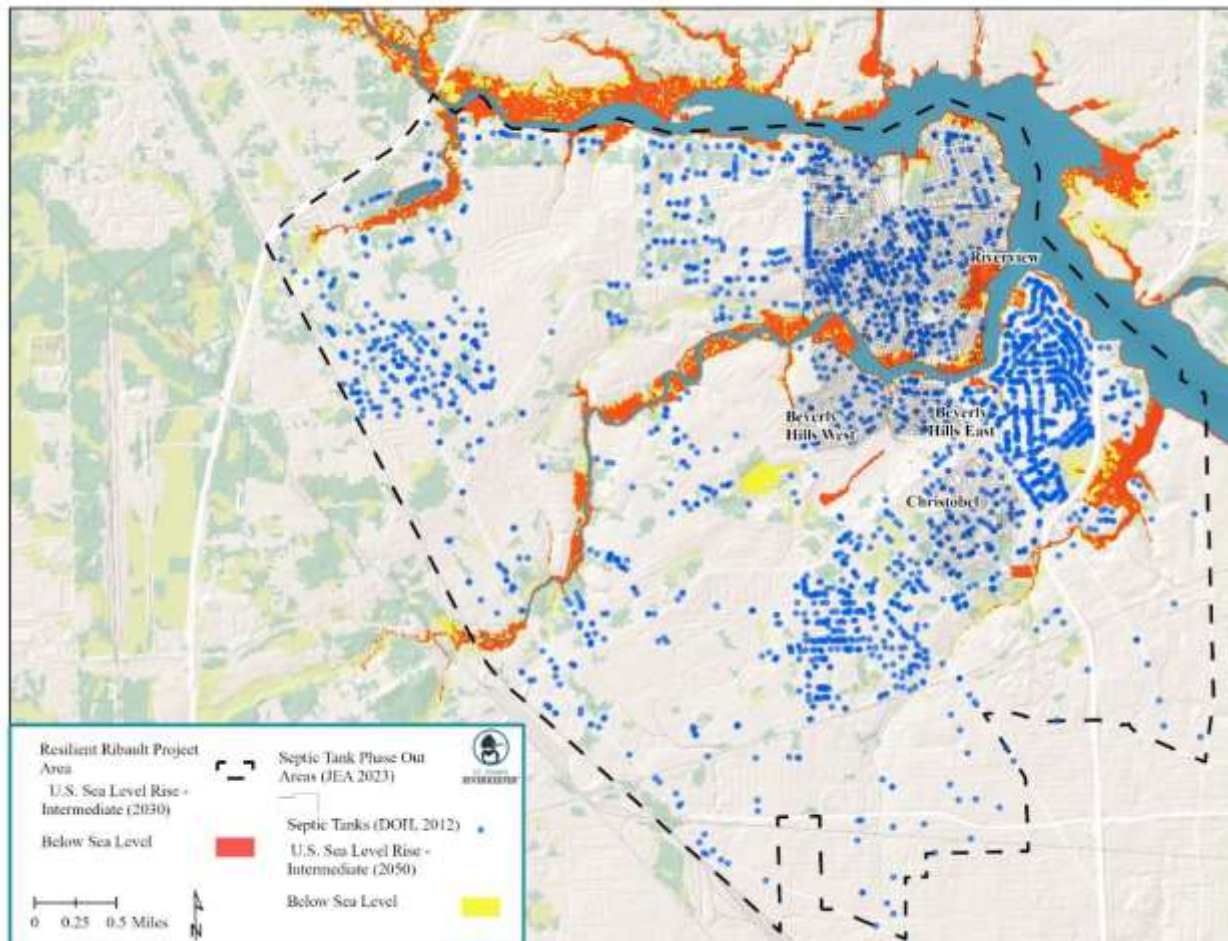 Riverview
Beverly
Hills West
Beverly
Hills East
Christobel
Resilient Ribault Project
Area
U.S. Sea Level Rise -
Intermediate (2030)
Below Sea Level
0 0.25 0.5 Miles
N
Septic Tank Phase Out
Areas (JEA 2023)
Septic Tanks (DOH, 2012)
U.S. Sea Level Rise -
Intermediate (2050)
Below Sea Level
RIVERKEEPER